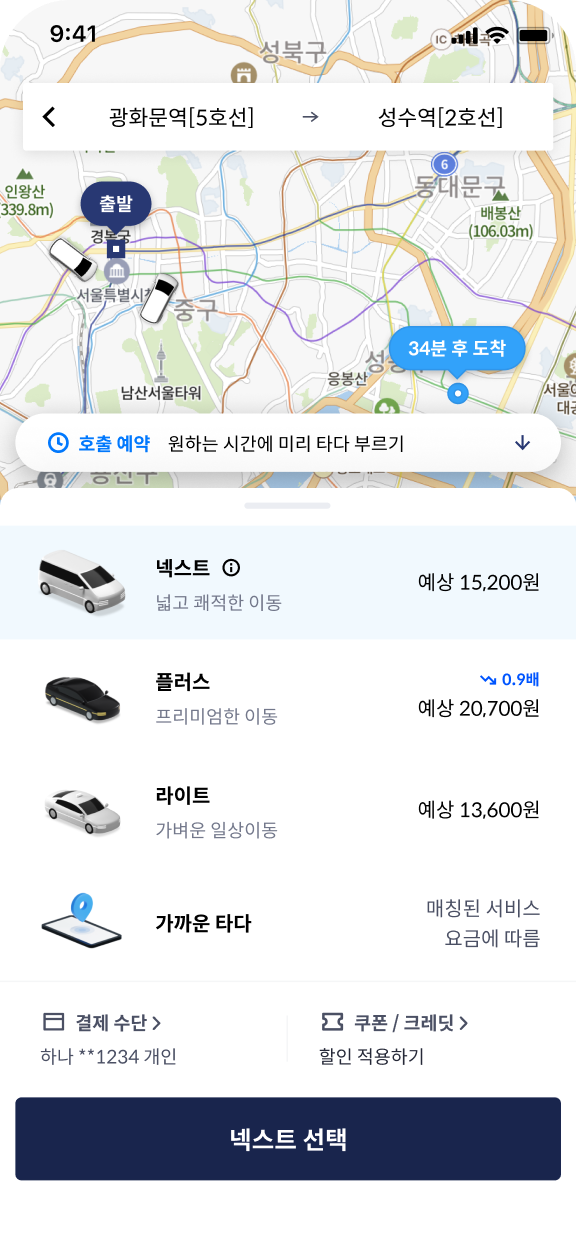 9:41
성북구
IC
광화문역[5호선] → 성수역[2호선]
6
동대문구
인왕산
(339.8m)
출발
배봉산
(106.03m)
경복궁
서울특별시청
중구
34분 후 도착
응봉산
남산서울타워
호출 예약 원하는 시간에 미리 타다 부르기
용산구
넥스트
넓고 쾌적한 이동
예상 15,200원
플러스
프리미엄한 이동
0.9배
예상 20,700원
라이트
가벼운 일상이동
예상 13,600원
가까운 타다
매칭된 서비스
요금에 따름
결제 수단
하나 **1234 개인
쿠폰 / 크레딧
할인 적용하기
넥스트 선택